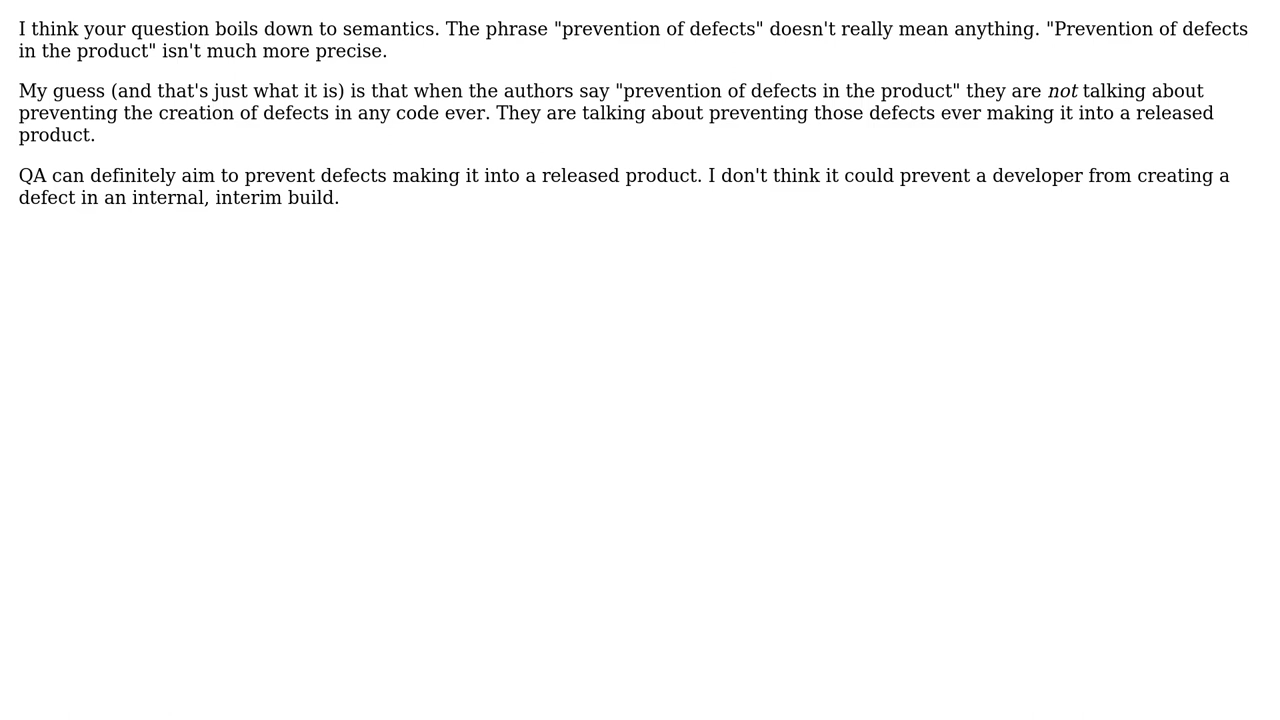 I think your question boils down to semantics. The phrase "prevention of defects" doesn't really mean anything. "Prevention of defects
in the product" isn't much more precise.
My guess (and that's just what it is) is that when the authors say "prevention of defects in the product" they are not talking about
preventing the creation of defects in any code ever. They are talking about preventing those defects ever making it into a released
product.
QA can definitely aim to prevent defects making it into a released product. I don't think it could prevent a developer from creating a
defect in an internal, interim build.